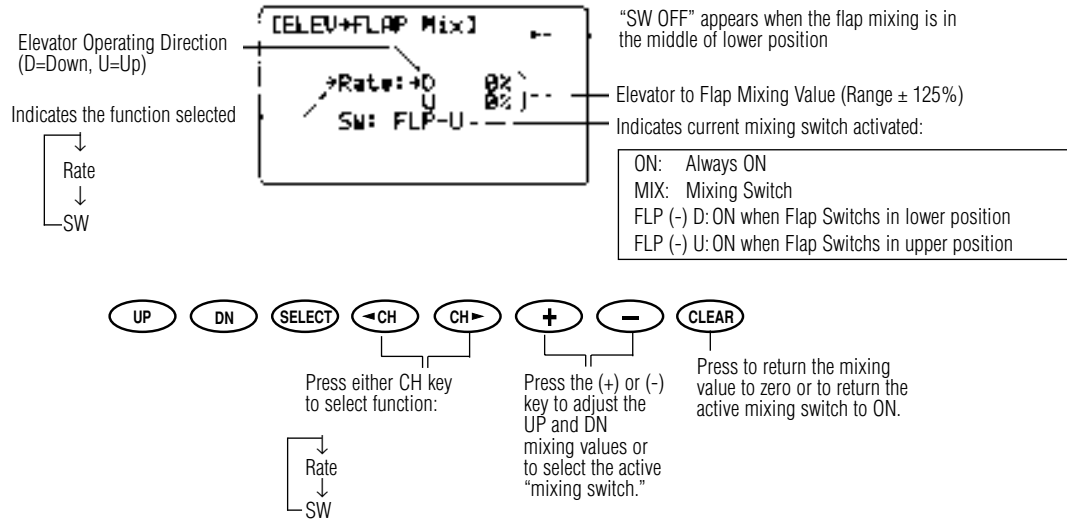 [ELEV→FLAP Mix]
“SW OFF” appears when the flap mixing is in
the middle of lower position
Elevator Operating Direction
(D=Down, U=Up)
→Rate:→D 0%
U 0%
SW: FLP-U
Elevator to Flap Mixing Value (Range ± 125%)
Indicates the function selected
Rate
SW
Indicates current mixing switch activated:
ON: Always ON
MIX: Mixing Switch
FLP (-) D: ON when Flap Switchs in lower position
FLP (-) U: ON when Flap Switchs in upper position
UP DN SELECT ◄CH CH► + − CLEAR
Press either CH key
to select function:
Rate
SW
Press the (+) or (-)
key to adjust the
UP and DN
mixing values or
to select the active
“mixing switch.”
Press to return the mixing
value to zero or to return the
active mixing switch to ON.